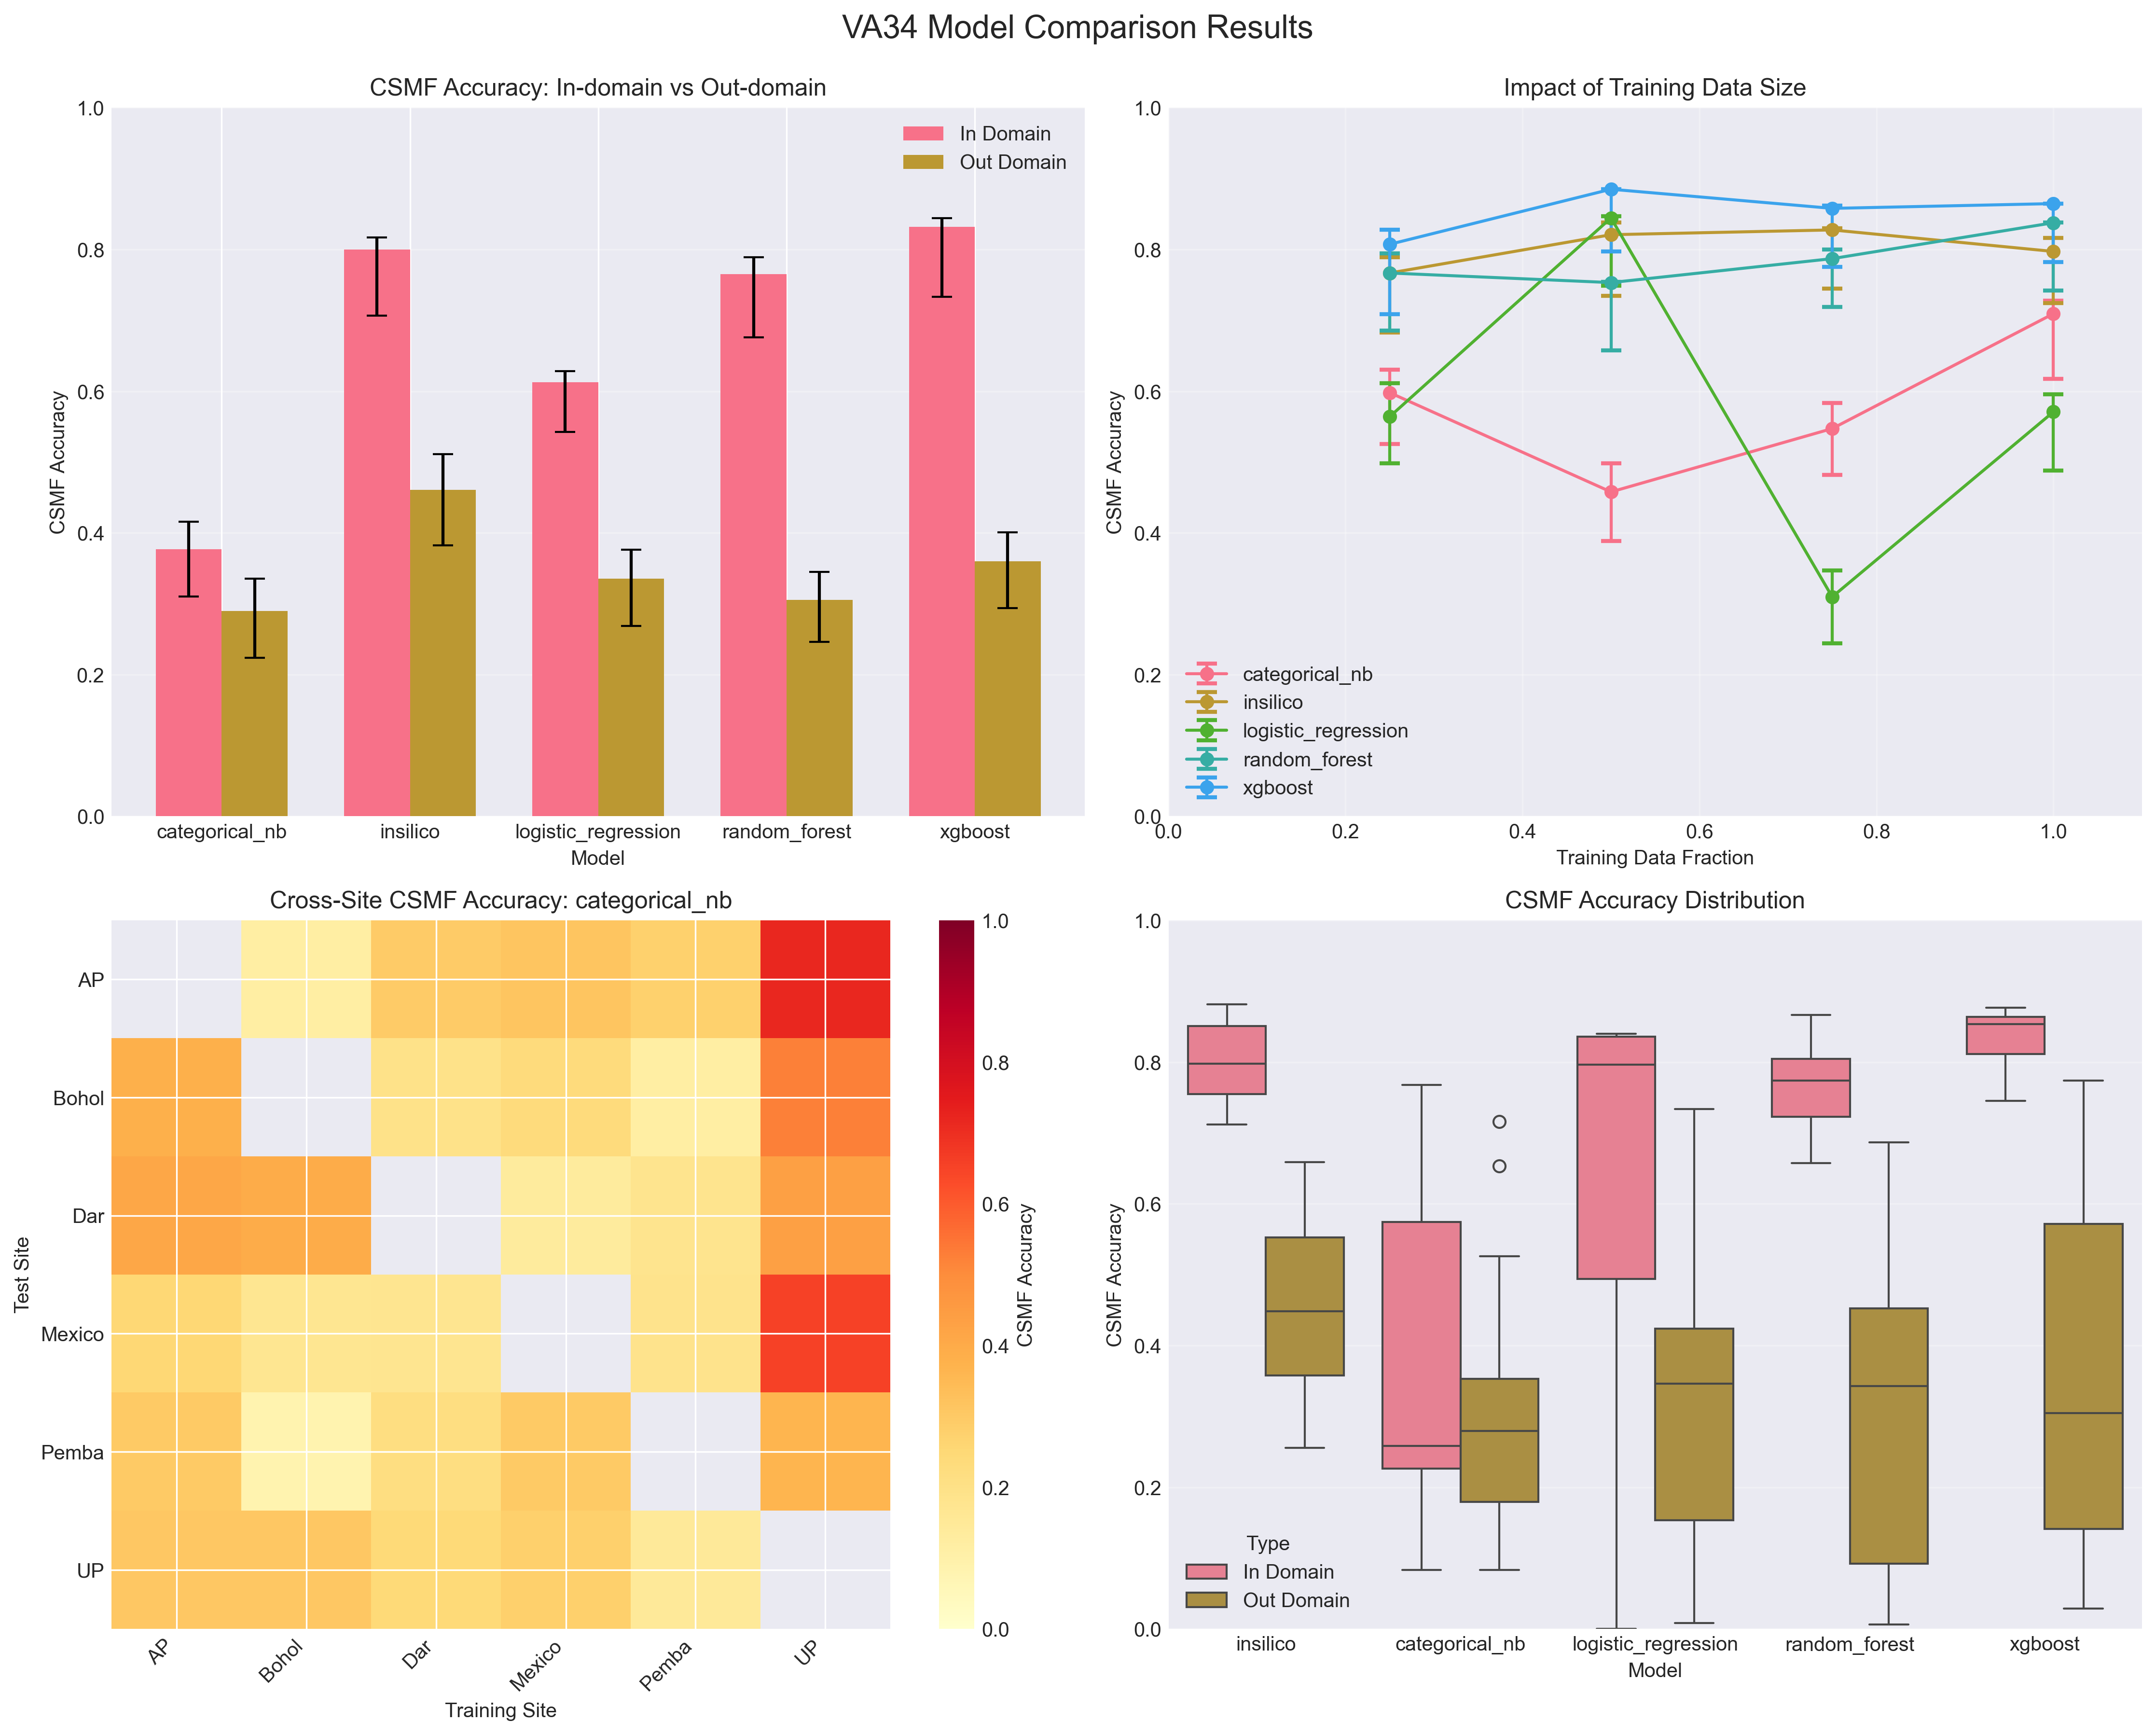 VA34 Model Comparison Results
CSMF Accuracy: In-domain vs Out-domain
1.0
0.8
0.6
0.4
0.2
0.0
CSMF Accuracy
In Domain
Out Domain
categorical_nb
insilico
logistic_regression
random_forest
xgboost
Model
Impact of Training Data Size
1.0
0.8
0.6
0.4
0.2
0.0
CSMF Accuracy
categorical_nb
insilico
logistic_regression
random_forest
xgboost
0.0
0.2
0.4
0.6
0.8
1.0
Training Data Fraction
Cross-Site CSMF Accuracy: categorical_nb
Test Site
AP
Bohol
Dar
Mexico
Pemba
UP
AP
Bohol
Dar
Mexico
Pemba
UP
Training Site
1.0
0.8
0.6
0.4
0.2
0.0
CSMF Accuracy
CSMF Accuracy Distribution
1.0
0.8
0.6
0.4
0.2
0.0
CSMF Accuracy
Type
In Domain
Out Domain
insilico
categorical_nb
logistic_regression
random_forest
xgboost
Model